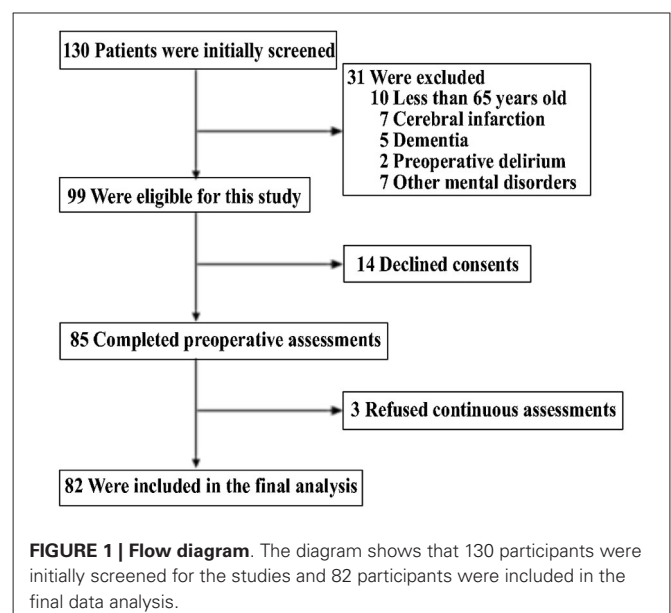 130 Patients were initially screened
31 Were excluded
10 Less than 65 years old
7 Cerebral infarction
5 Dementia
2 Preoperative delirium
7 Other mental disorders
99 Were eligible for this study
14 Declined consents
85 Completed preoperative assessments
3 Refused continuous assessments
82 Were included in the final analysis
FIGURE 1 | Flow diagram. The diagram shows that 130 participants were
initially screened for the studies and 82 participants were included in the
final data analysis.